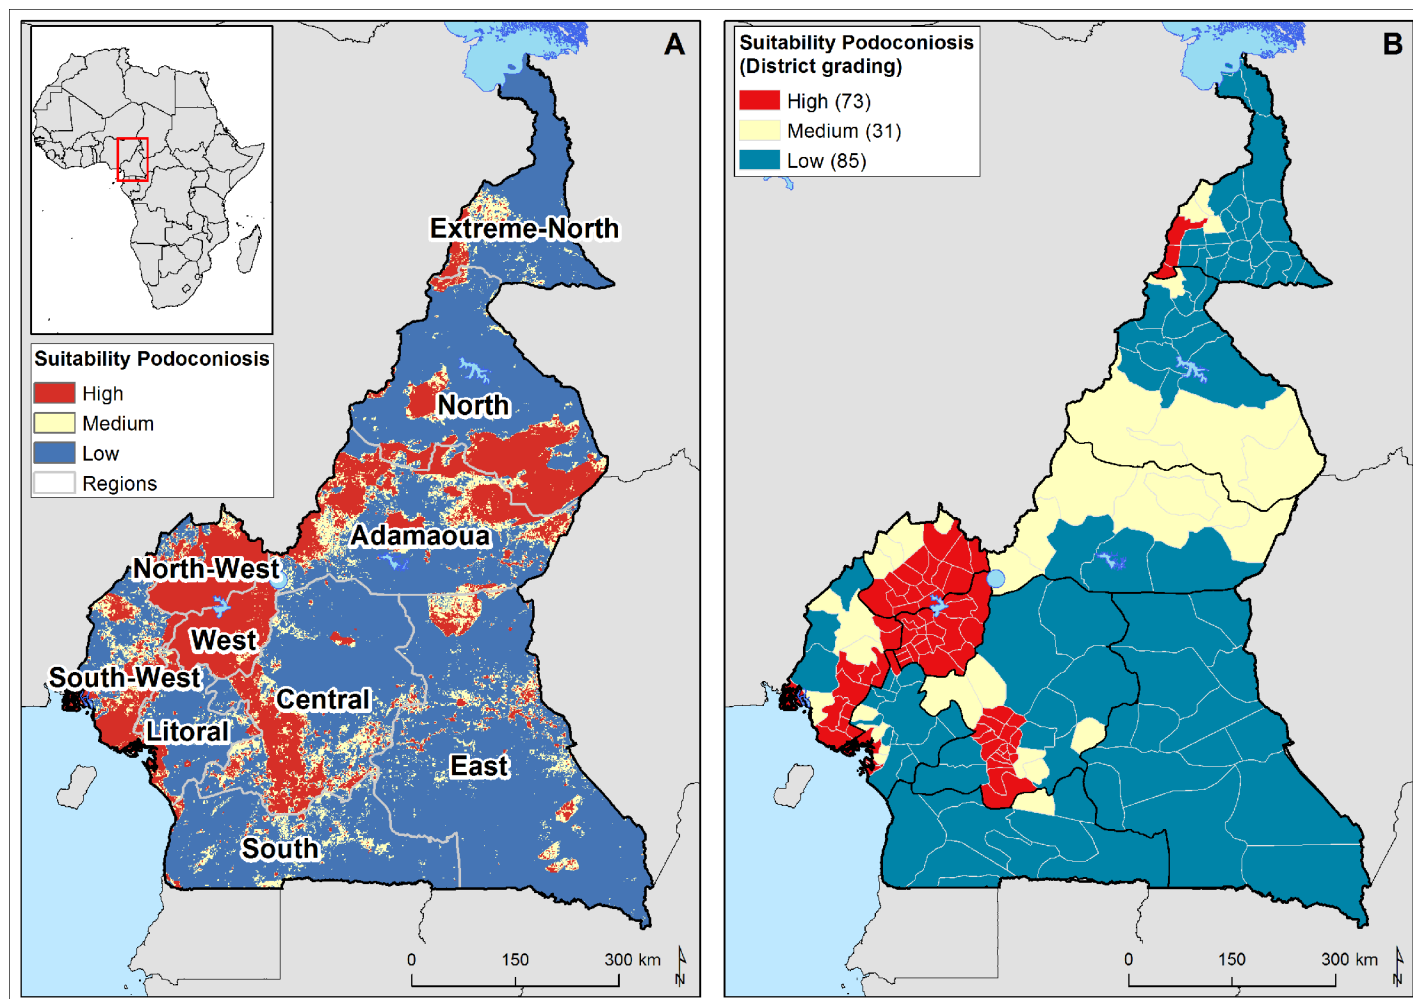 A
Extreme-North
Suitability Podoconiosis
High
Medium
Low
Regions
North
Adamaoua
North-West
West
South-West
Central
Litoral
East
South
0 150 300 km
N
B
Suitability Podoconiosis
(District grading)
High (73)
Medium (31)
Low (85)
0 150 300 km
N